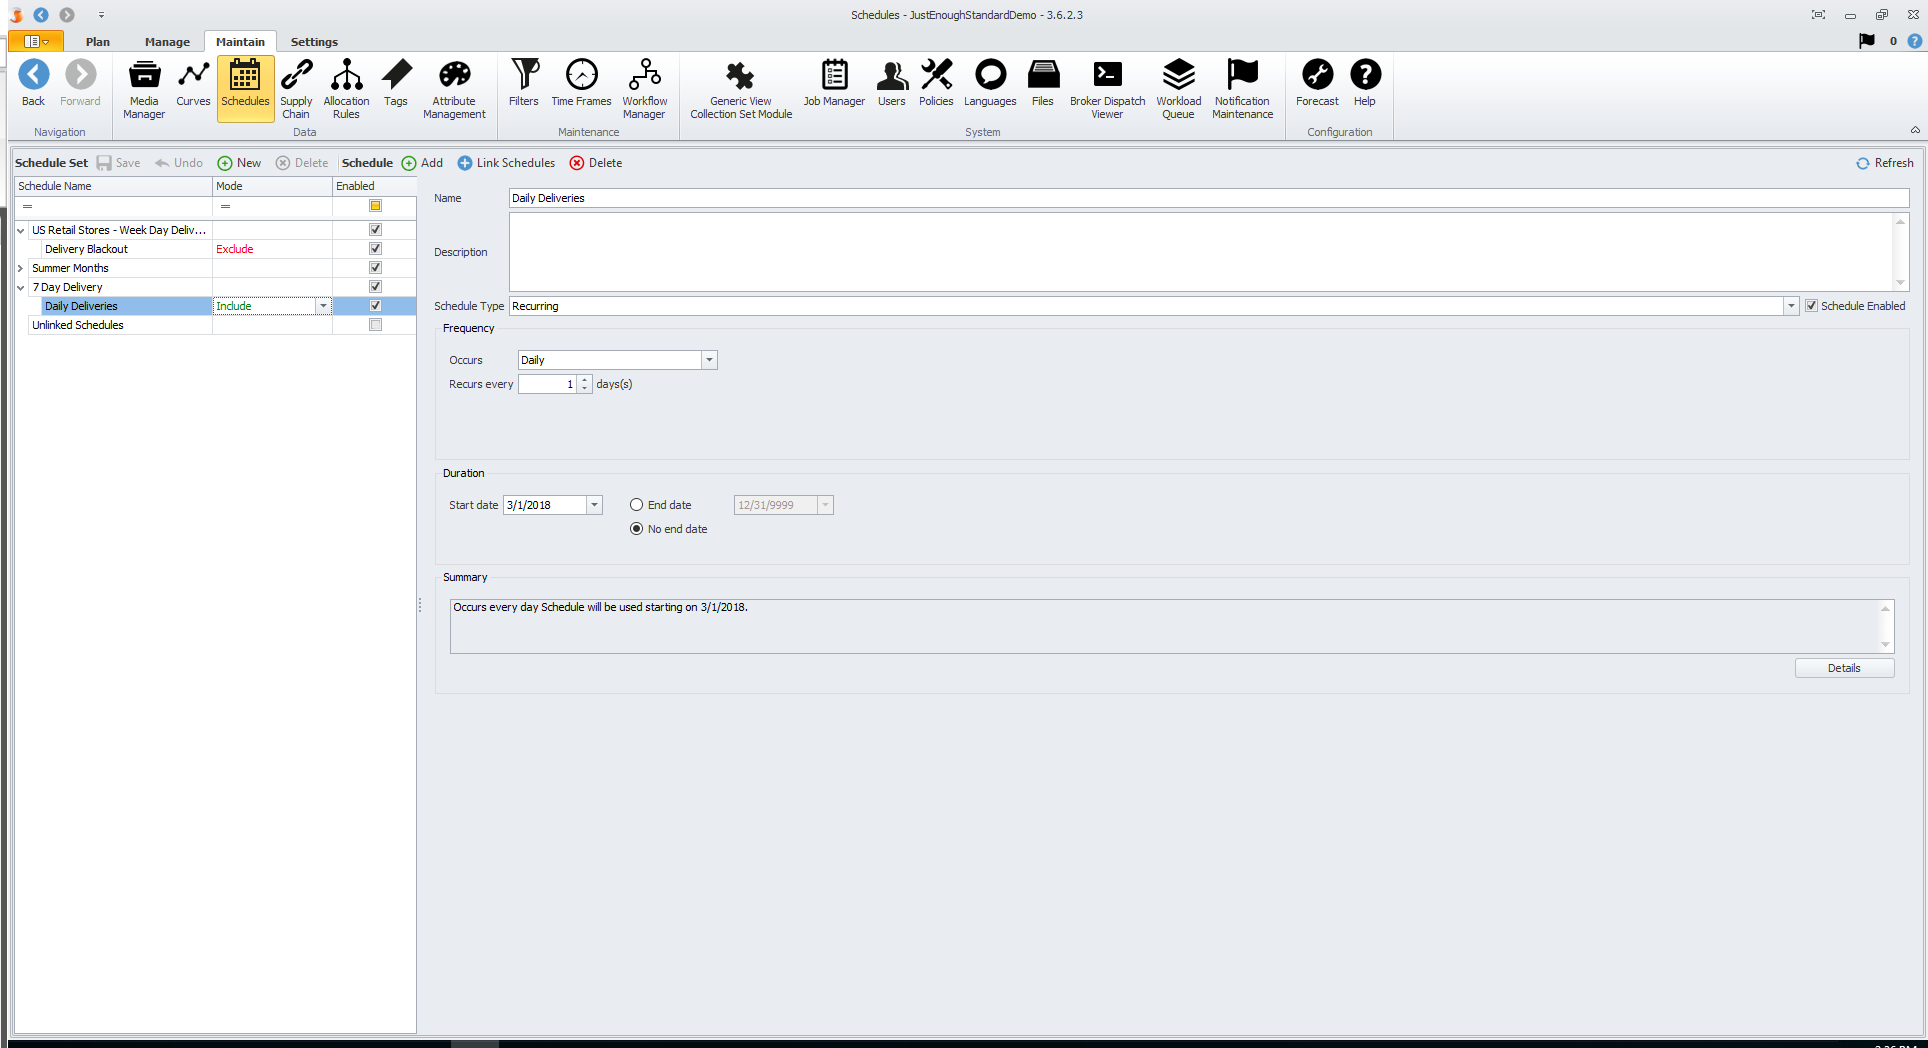 Schedules - JustEnoughStandardDemo - 3.6.2.3
Plan Manage Maintain Settings
0
Back Forward Media Manager Curves Schedules Supply Chain Allocation Rules Tags Attribute Management Filters Time Frames Workflow Manager Generic View Collection Set Module Job Manager Users Policies Languages Files Broker Dispatch Viewer Workload Queue Notification Maintenance Forecast Help
Navigation Data Maintenance System Configuration
Schedule Set Save Undo New Delete Schedule Add Link Schedules Delete Refresh
Schedule Name Mode Enabled
= =
US Retail Stores - Week Day Deliv...
Delivery Blackout Exclude
Summer Months
7 Day Delivery
Daily Deliveries Include
Unlinked Schedules
Name Daily Deliveries
Description
Schedule Type Recurring Schedule Enabled
Frequency
Occurs Daily
Recurs every 1 days(s)
Duration
Start date 3/1/2018 End date 12/31/9999
No end date
Summary
Occurs every day Schedule will be used starting on 3/1/2018.
Details